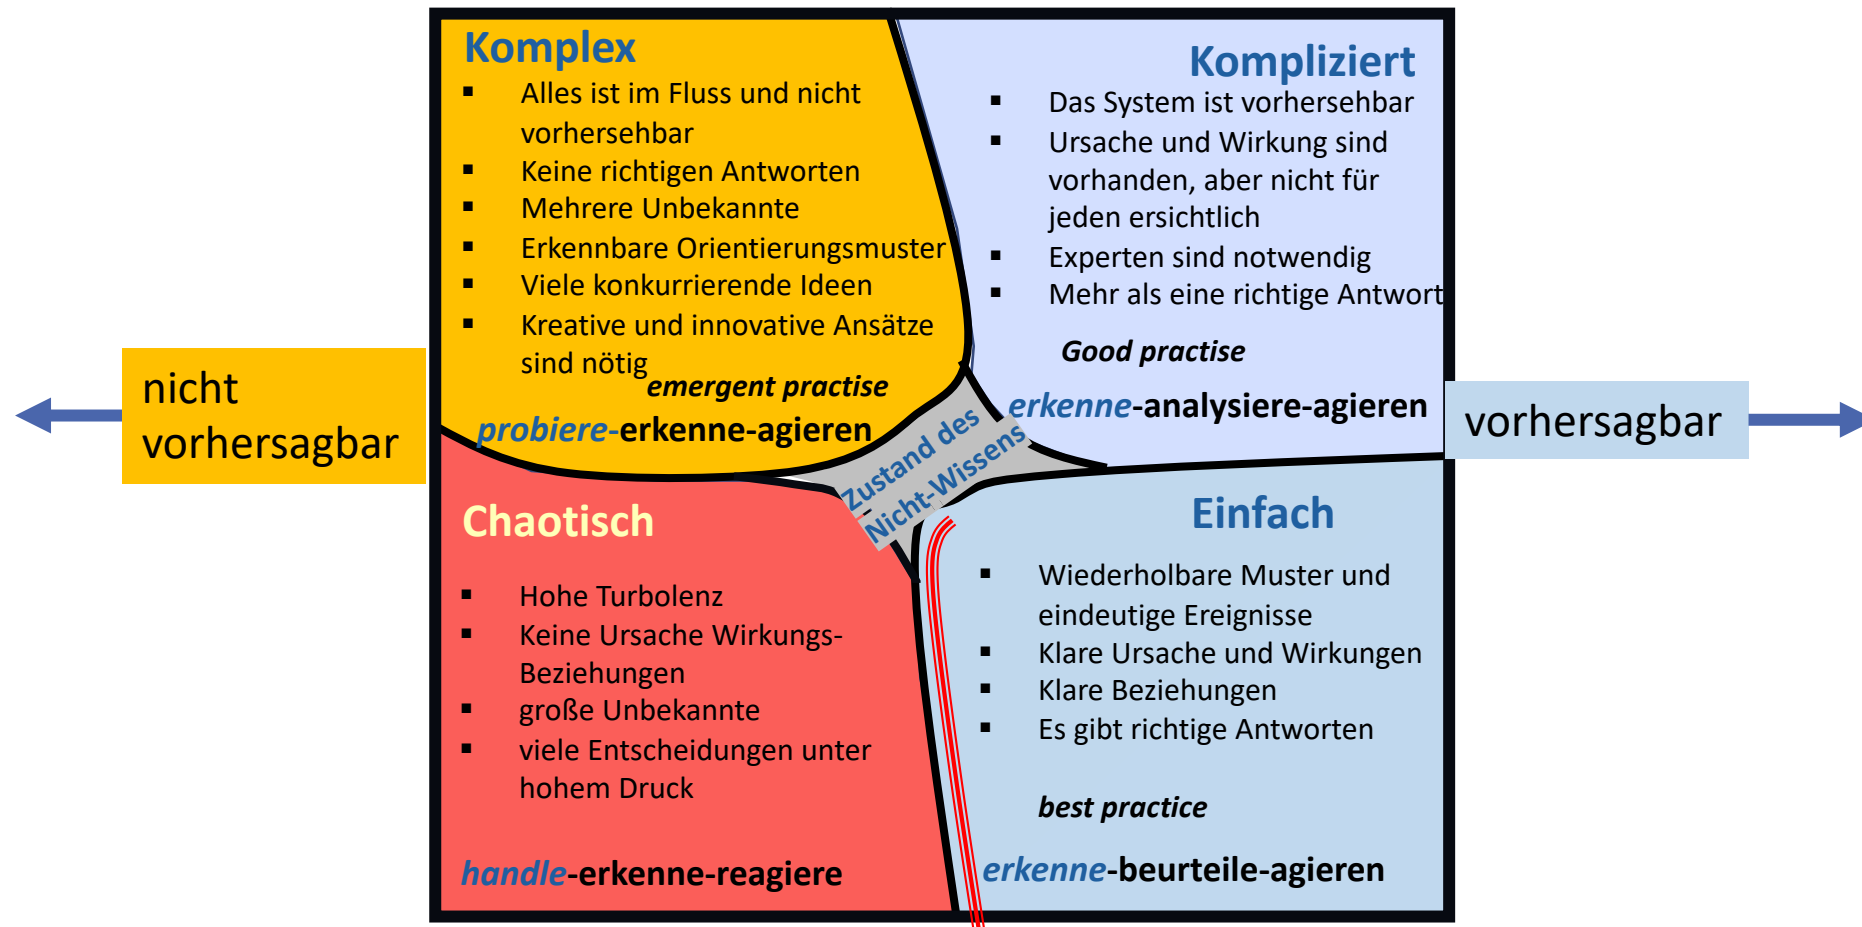 Komplex
Alles ist im Fluss und nicht
vorhersehbar
Keine richtigen Antworten
Mehrere Unbekannte
Erkennbare Orientierungsmuster
Viele konkurrierende Ideen
Kreative und innovative Ansätze
sind nötig
emergent practise
probiere-erkenne-agieren
Kompliziert
Das System ist vorhersehbar
Ursache und Wirkung sind
vorhanden, aber nicht für
jeden ersichtlich
Experten sind notwendig
Mehr als eine richtige Antwort
Good practise
erkenne-analysiere-agieren
nicht
vorhersagbar
vorhersagbar
Zustand des
Nicht-Wissens
Chaotisch
Hohe Turbolenz
Keine Ursache Wirkungs-
Beziehungen
große Unbekannte
viele Entscheidungen unter
hohem Druck
handle-erkenne-reagiere
Einfach
Wiederholbare Muster und
eindeutige Ereignisse
Klare Ursache und Wirkungen
Klare Beziehungen
Es gibt richtige Antworten
best practice
erkenne-beurteile-agieren